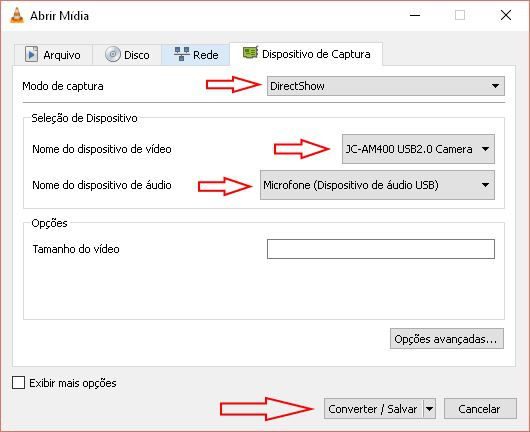 Abrir Mídia
Arquivo Disco Rede Dispositivo de Captura
Modo de captura DirectShow
Seleção de Dispositivo
Nome do dispositivo de vídeo JC-AM400 USB2.0 Camera
Nome do dispositivo de áudio Microfone (Dispositivo de áudio USB)
Opções
Tamanho do vídeo
Opções avançadas...
Exibir mais opções
Converter / Salvar Cancelar